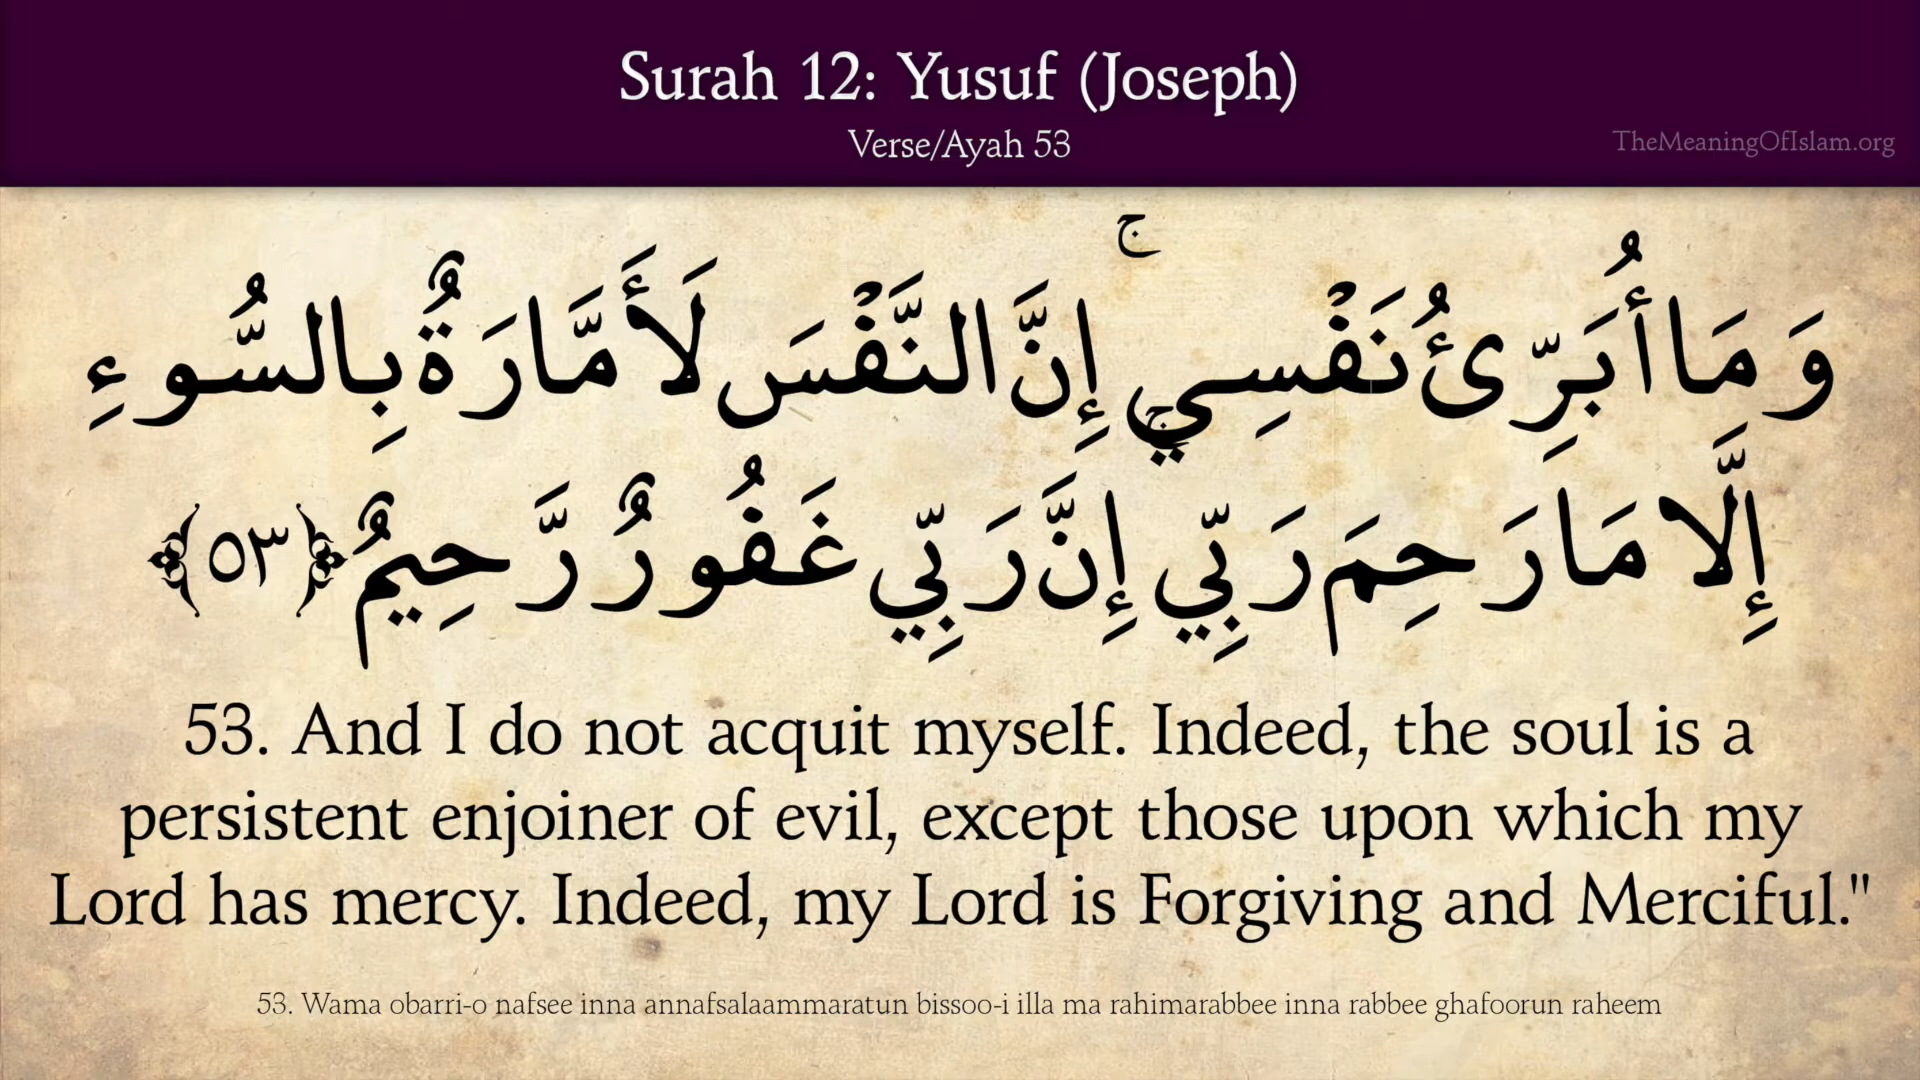 Surah 12: Yusuf (Joseph)
Verse/Ayah 53
TheMeaningOfIslam.org
وَمَا أُبَرِّئُ نَفْسِي ۚ إِنَّ النَّفْسَ لَأَمَّارَةٌ بِالسُّوءِ
إِلَّا مَا رَحِمَ رَبِّي إِنَّ رَبِّي غَفُورٌ رَّحِيمٌ ﴿٥٣﴾
53. And I do not acquit myself. Indeed, the soul is a
persistent enjoiner of evil, except those upon which my
Lord has mercy. Indeed, my Lord is Forgiving and Merciful."
53. Wama obarri-o nafsee inna annafsalaammaratun bissoo-i illa ma rahimarabbee inna rabbee ghafoorun raheem